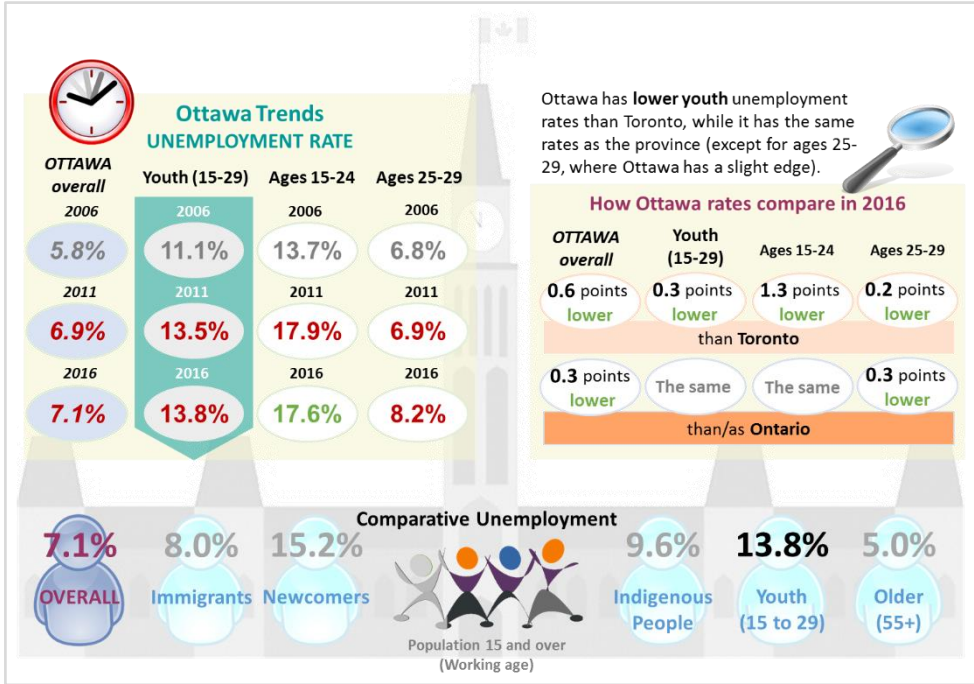 Ottawa Trends
UNEMPLOYMENT RATE
OTTAWA
overall
Youth (15-29)
Ages 15-24
Ages 25-29
2006
2006
2006
2006
5.8%
11.1%
13.7%
6.8%
2011
2011
2011
2011
6.9%
13.5%
17.9%
6.9%
2016
2016
2016
2016
7.1%
13.8%
17.6%
8.2%
Ottawa has lower youth unemployment
rates than Toronto, while it has the same
rates as the province (except for ages 25-
29, where Ottawa has a slight edge).
How Ottawa rates compare in 2016
OTTAWA
overall
Youth
(15-29)
Ages 15-24
Ages 25-29
0.6 points
lower
0.3 points
lower
1.3 points
lower
0.2 points
lower
than Toronto
0.3 points
lower
The same
The same
0.3 points
lower
than/as Ontario
Comparative Unemployment
7.1%
OVERALL
8.0%
Immigrants
15.2%
Newcomers
Population 15 and over
(Working age)
9.6%
Indigenous
People
13.8%
Youth
(15 to 29)
5.0%
Older
(55+)